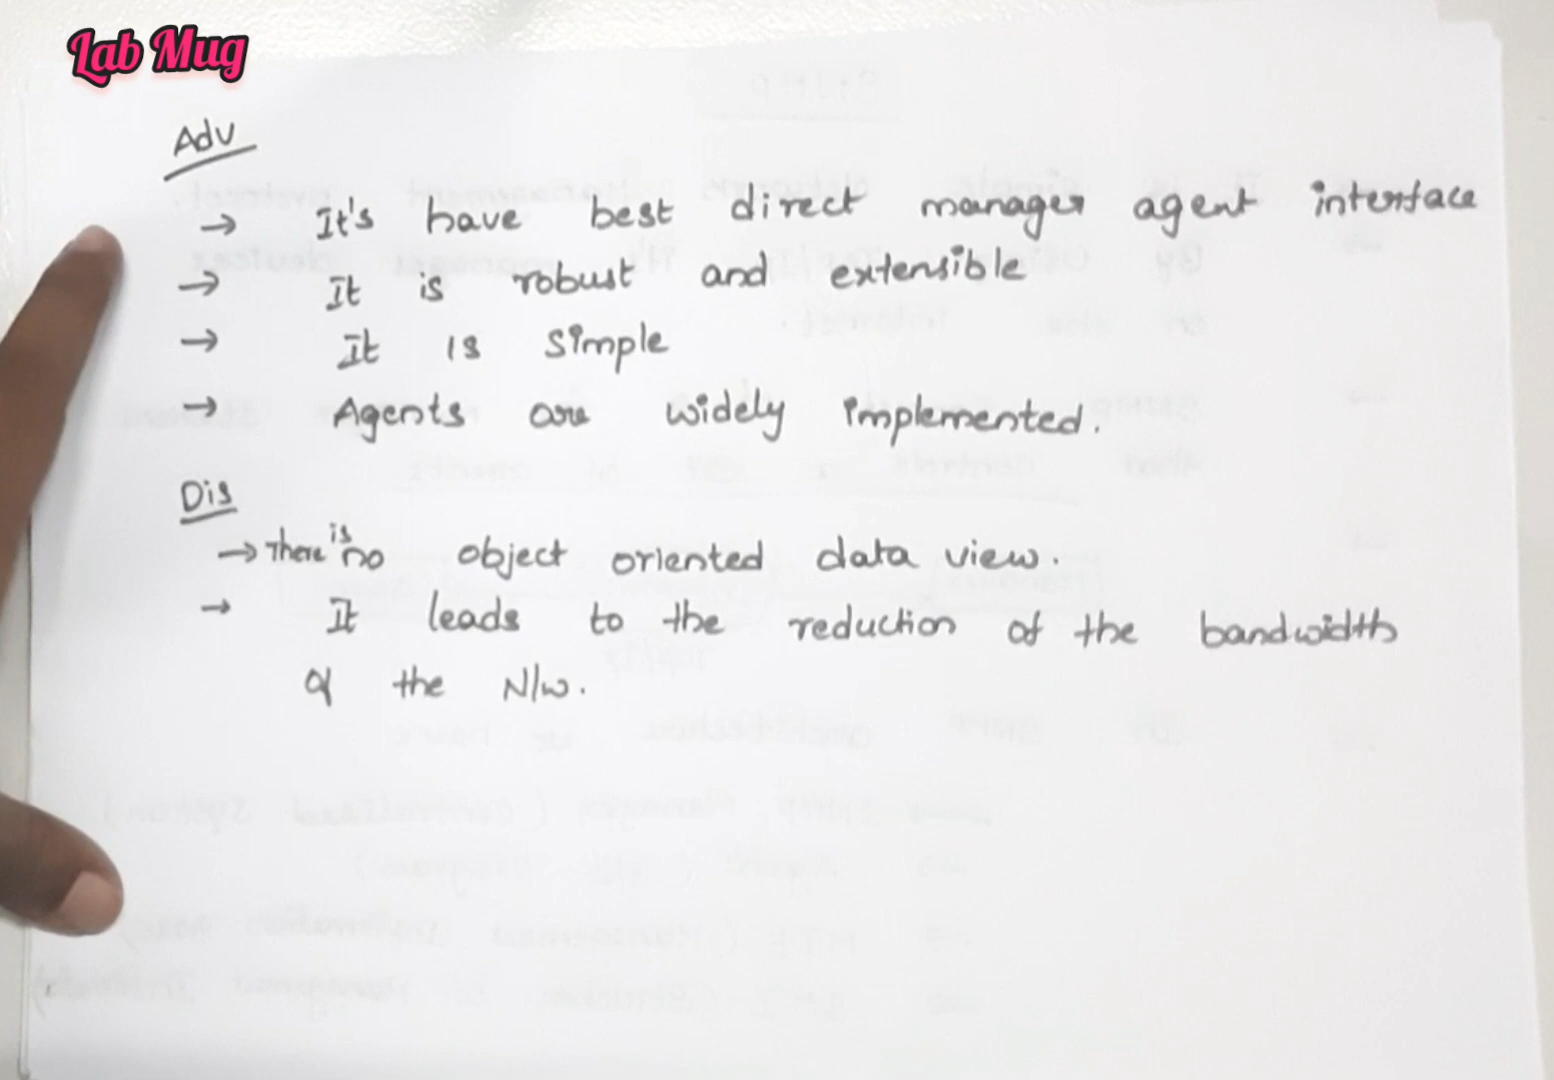 Lab Mug
Adv
→ It's have best direct manager agent interface
→ It is robust and extensible
→ It is simple
→ Agents are widely implemented.
Dis
→ There is no object oriented data view.
→ It leads to the reduction of the bandwidth
of the N/w.